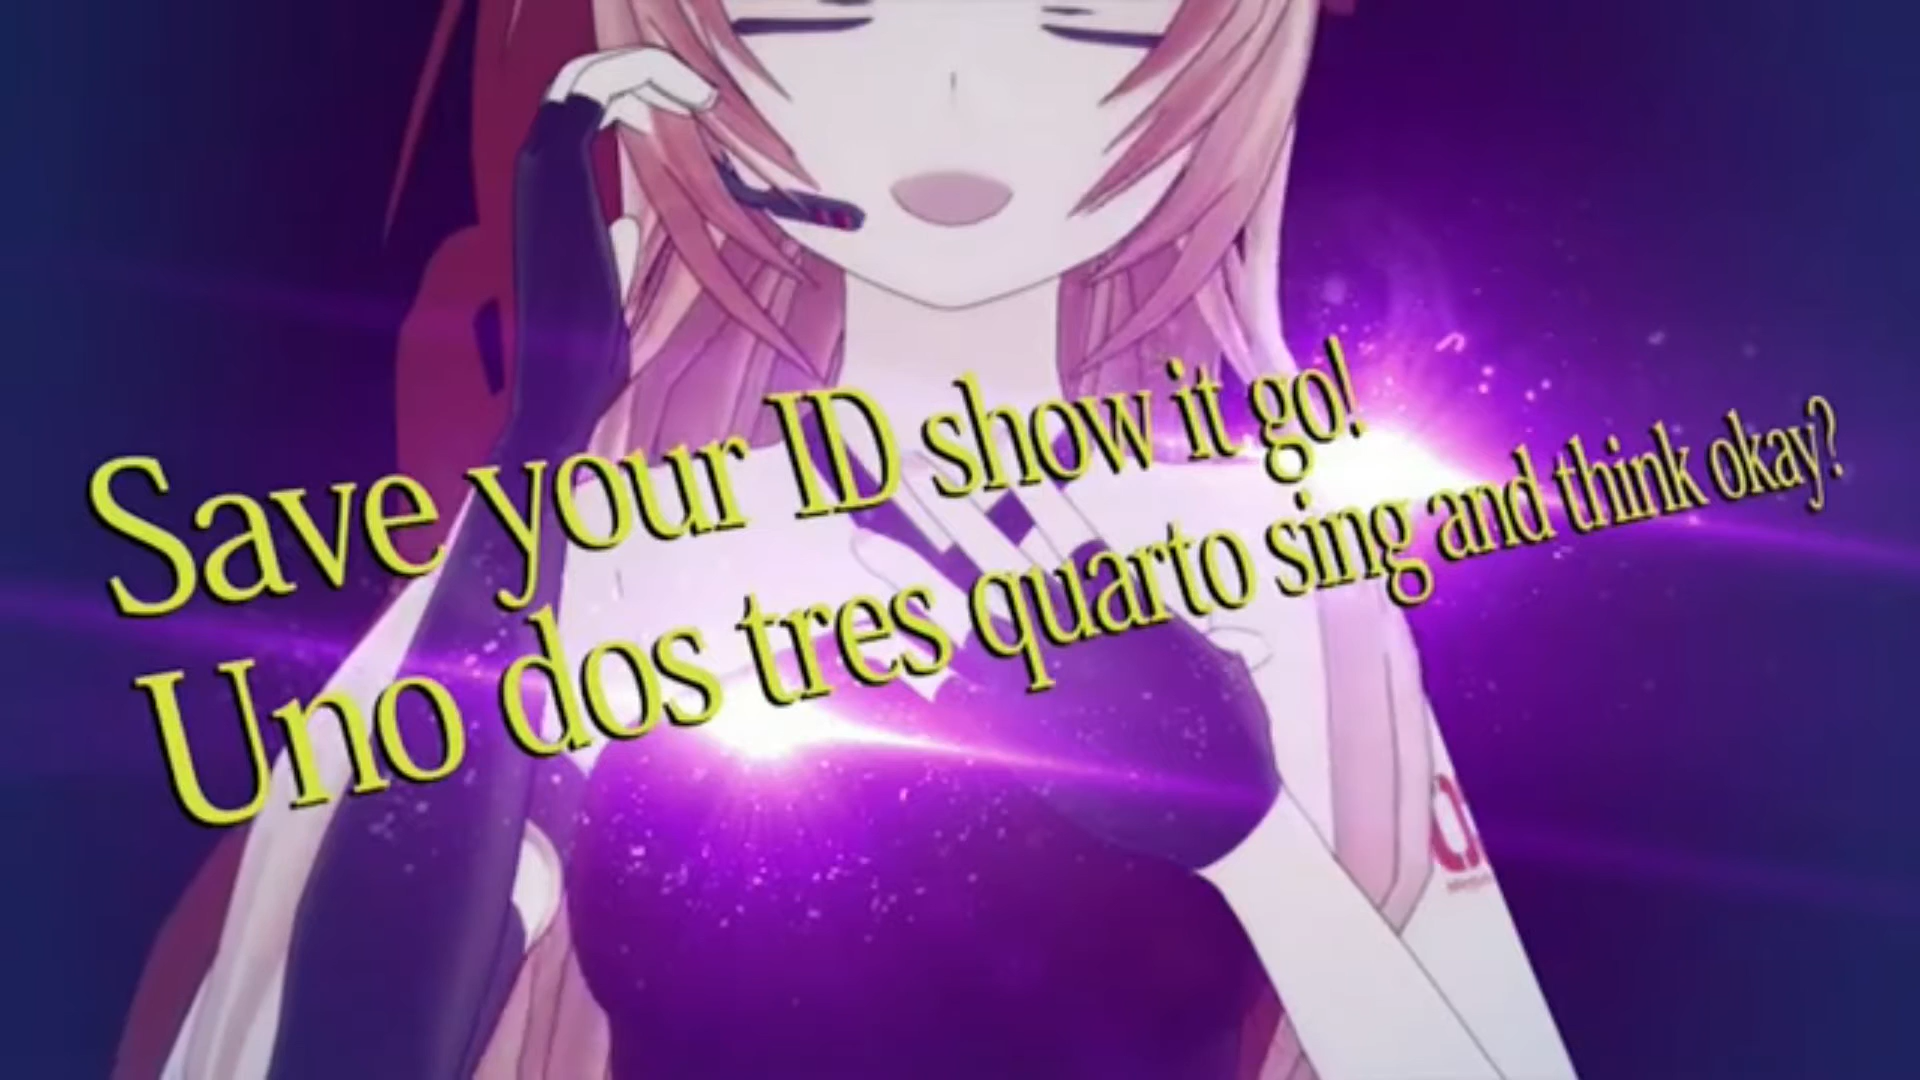 Save your ID show it go!
Uno dos tres quarto sing and think okay?